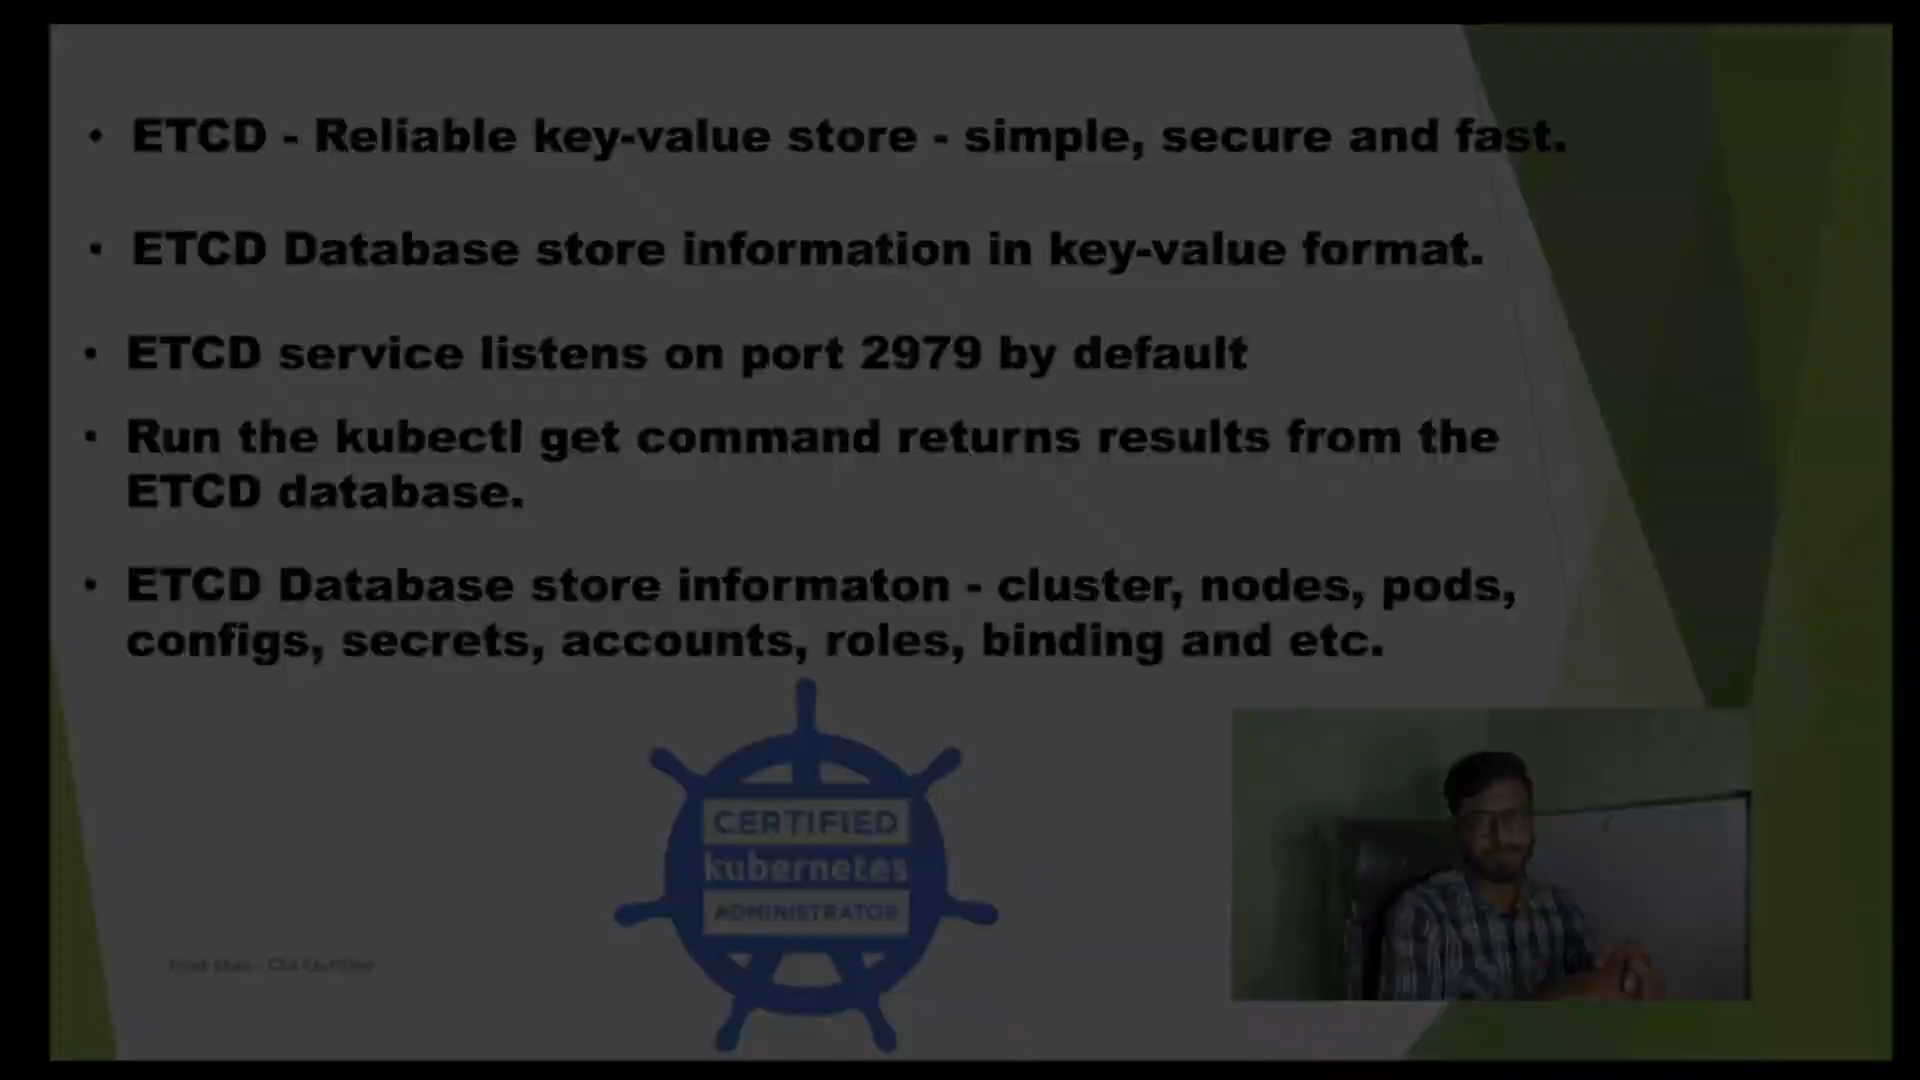 • ETCD - Reliable key-value store - simple, secure and fast.
• ETCD Database store information in key-value format.
• ETCD service listens on port 2979 by default
• Run the kubectl get command returns results from the
ETCD database.
• ETCD Database store informaton - cluster, nodes, pods,
configs, secrets, accounts, roles, binding and etc.
CERTIFIED
kubernetes
ADMINISTRATOR